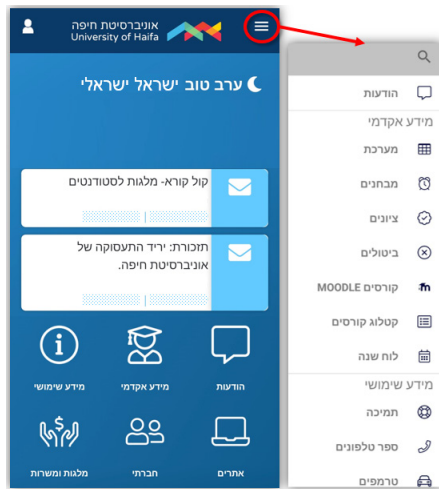 אוניברסיטת חיפה
University of Haifa
ערב טוב ישראל ישראלי
קול קורא- מלגות לסטודנטים
תזכורת: יריד התעסוקה של
אוניברסיטת חיפה.
הודעות
מידע אקדמי
מידע שימושי
אתרים
חברתי
מלגות ומשרות
הודעות
מידע אקדמי
מערכת
מבחנים
ציונים
ביטולים
קורסים MOODLE
קטלוג קורסים
לוח שנה
מידע שימושי
תמיכה
ספר טלפונים
טרמפים